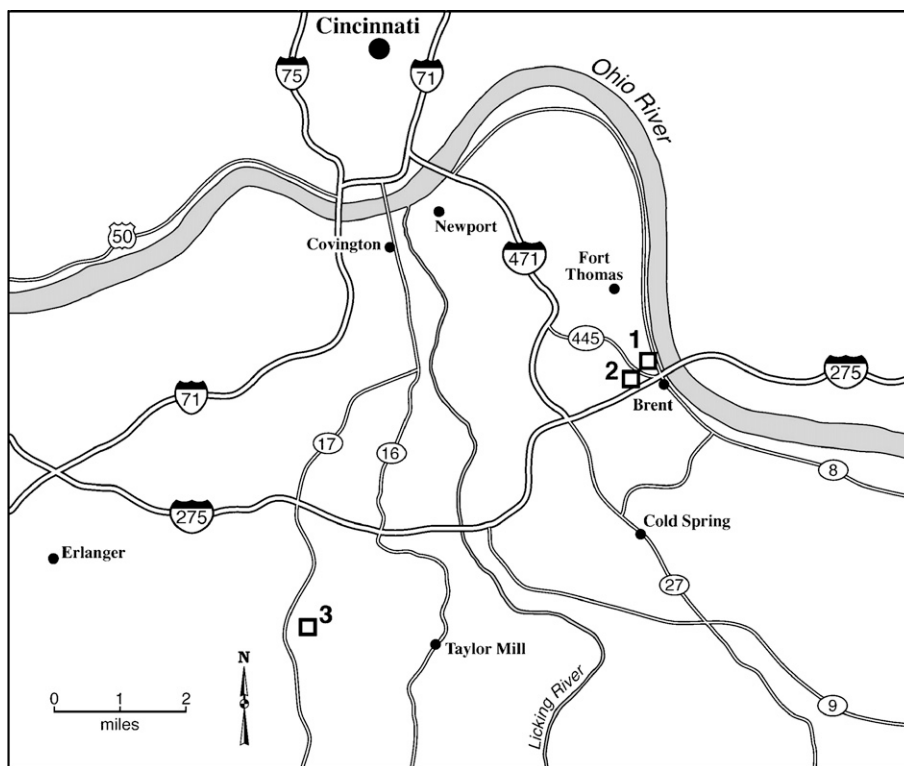 Cincinnati
75
71
Ohio River
50
Newport
Covington
471
Fort
Thomas
445
1
2
275
Brent
71
17
16
8
275
Cold Spring
Erlanger
27
3
N
Taylor Mill
Licking River
0 1 2
miles
9